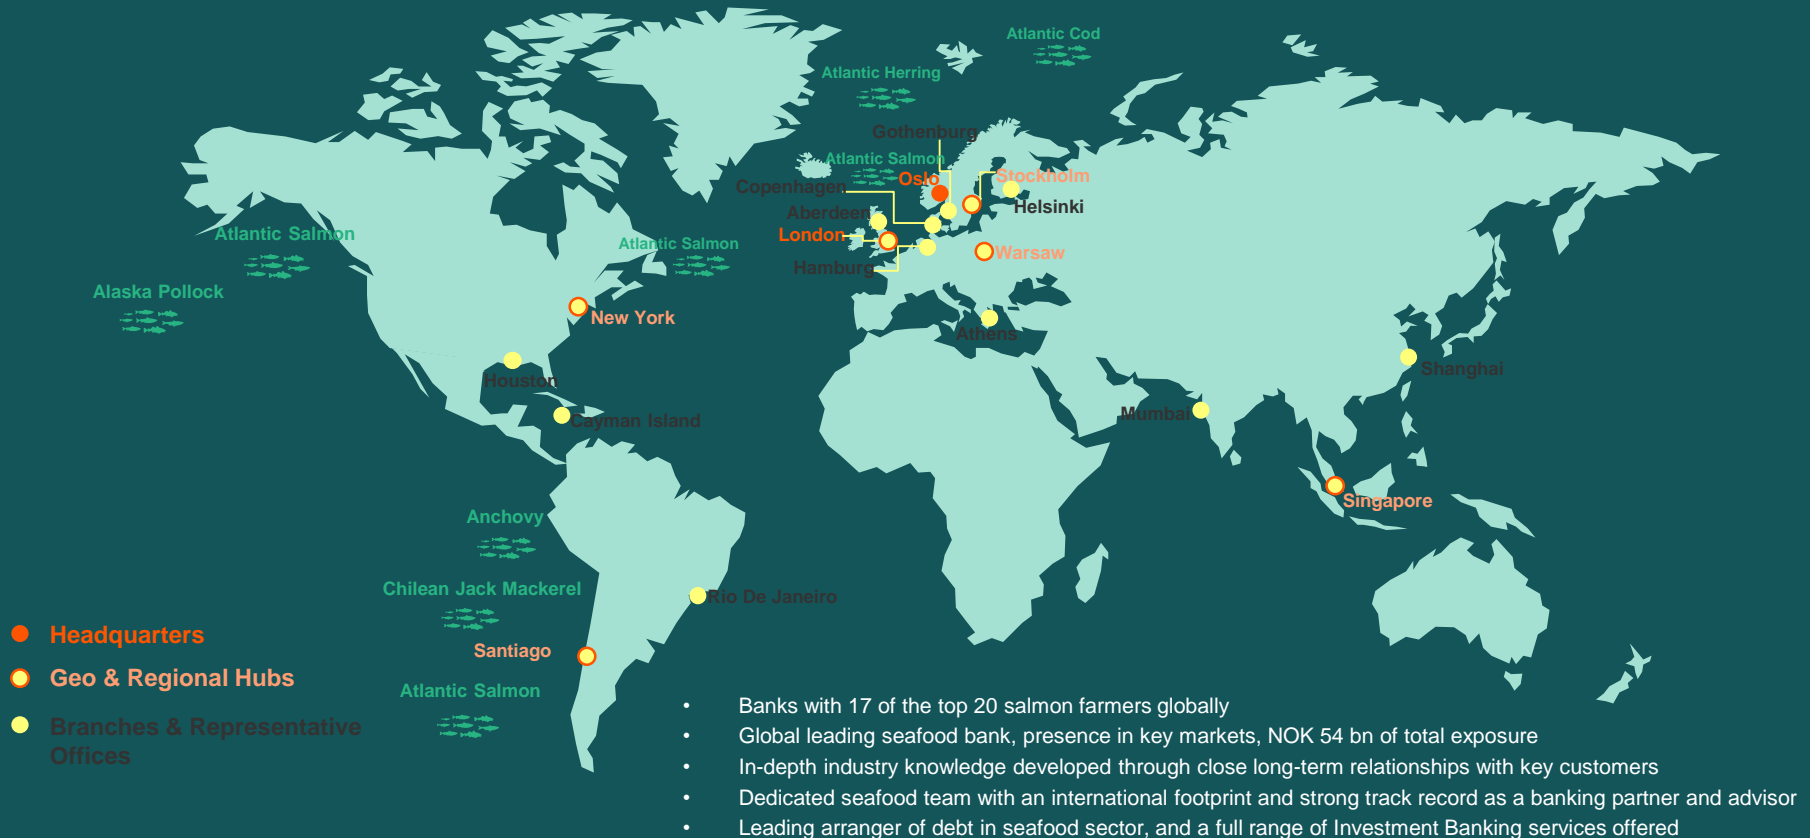 Atlantic Cod
Atlantic Herring
Gothenburg
Atlantic Salmon
Oslo
Stockholm
Copenhagen
Helsinki
Aberdeen
London
Atlantic Salmon
Atlantic Salmon
Warsaw
Hamburg
Alaska Pollock
New York
Athens
Houston
Shanghai
Cayman Island
Mumbai
Singapore
Anchovy
Chilean Jack Mackerel
Rio De Janeiro
Santiago
Atlantic Salmon
Headquarters
Geo & Regional Hubs
Branches & Representative
Offices
• Banks with 17 of the top 20 salmon farmers globally
• Global leading seafood bank, presence in key markets, NOK 54 bn of total exposure
• In-depth industry knowledge developed through close long-term relationships with key customers
• Dedicated seafood team with an international footprint and strong track record as a banking partner and advisor
• Leading arranger of debt in seafood sector, and a full range of Investment Banking services offered